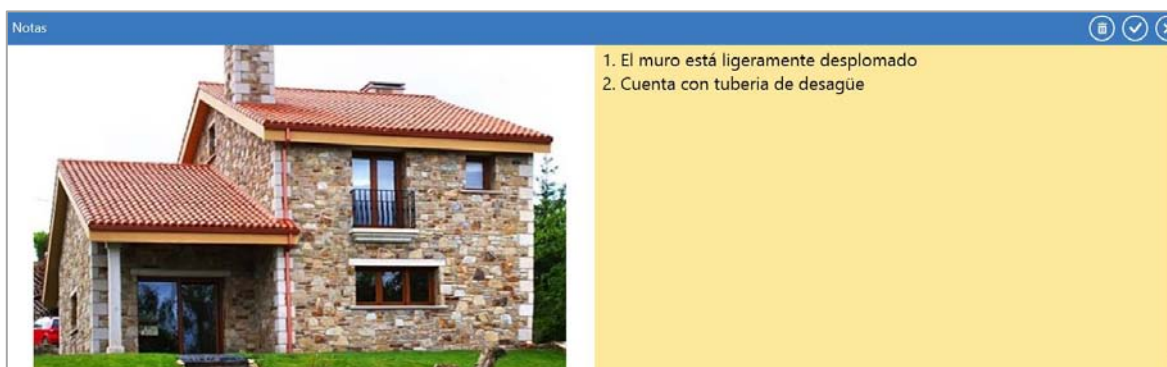 Notas
1. El muro está ligeramente desplomado
2. Cuenta con tuberia de desagüe